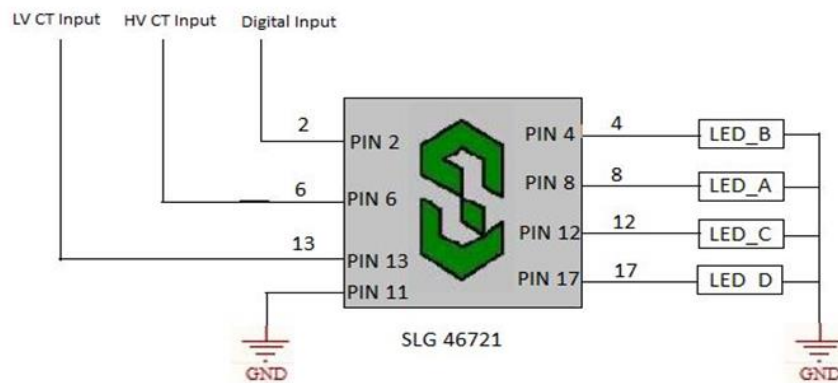 LV CT Input
HV CT Input
Digital Input
2
PIN 2
6
PIN 6
13
PIN 13
PIN 11
GND
PIN 4
4
LED_B
PIN 8
8
LED_A
PIN 12
12
LED_C
PIN 17
17
LED D
SLG 46721
GND